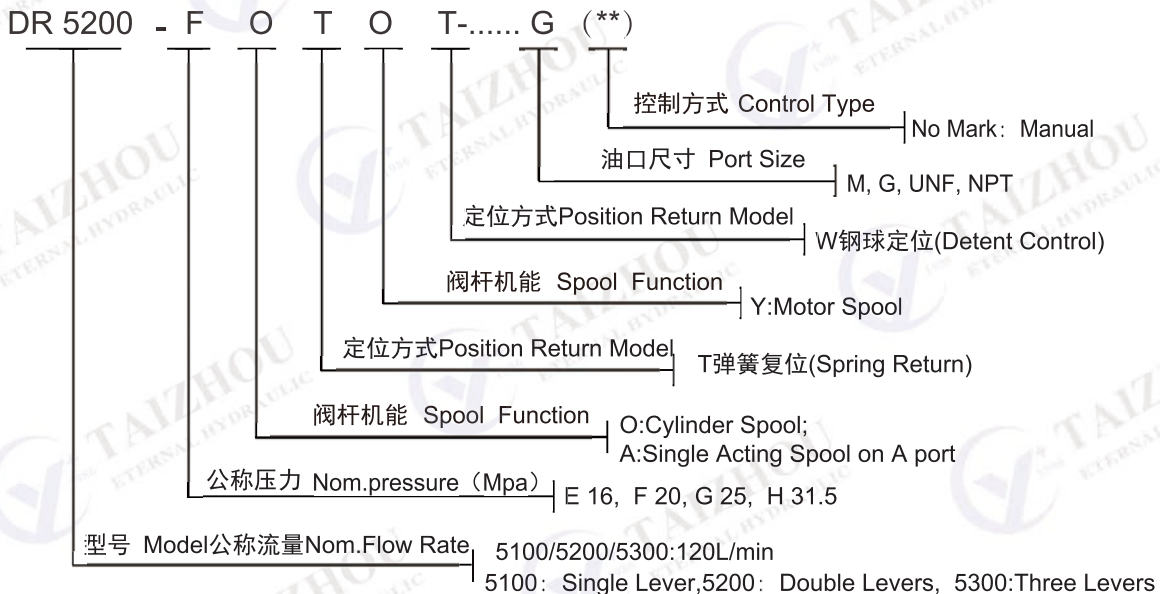 DR 5200 - F O T O T-......G (**)
控制方式 Control Type
No Mark: Manual
油口尺寸 Port Size
M, G, UNF, NPT
定位方式Position Return Model
W钢球定位(Detent Control)
阀杆机能 Spool Function
Y:Motor Spool
定位方式Position Return Model
T弹簧复位(Spring Return)
阀杆机能 Spool Function
O:Cylinder Spool;
A:Single Acting Spool on A port
公称压力 Nom.pressure（Mpa）
E 16, F 20, G 25, H 31.5
型号 Model公称流量Nom.Flow Rate
5100/5200/5300:120L/min
5100: Single Lever,5200: Double Levers, 5300:Three Levers
TAIZHOU
ETERNAL HYDRAULIC